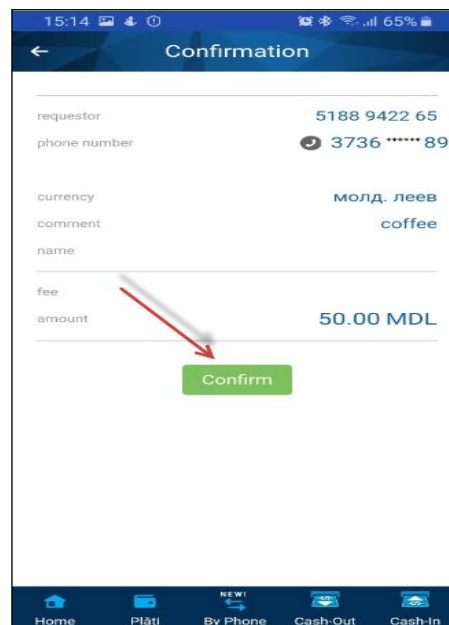 15:14 65%
Confirmation
requestor 5188 9422 65
phone number 3736 ****** 89
currency молд. леев
comment coffee
name
fee
amount 50.00 MDL
Confirm
NEW!
Home Plăti By Phone Cash-Out Cash-In